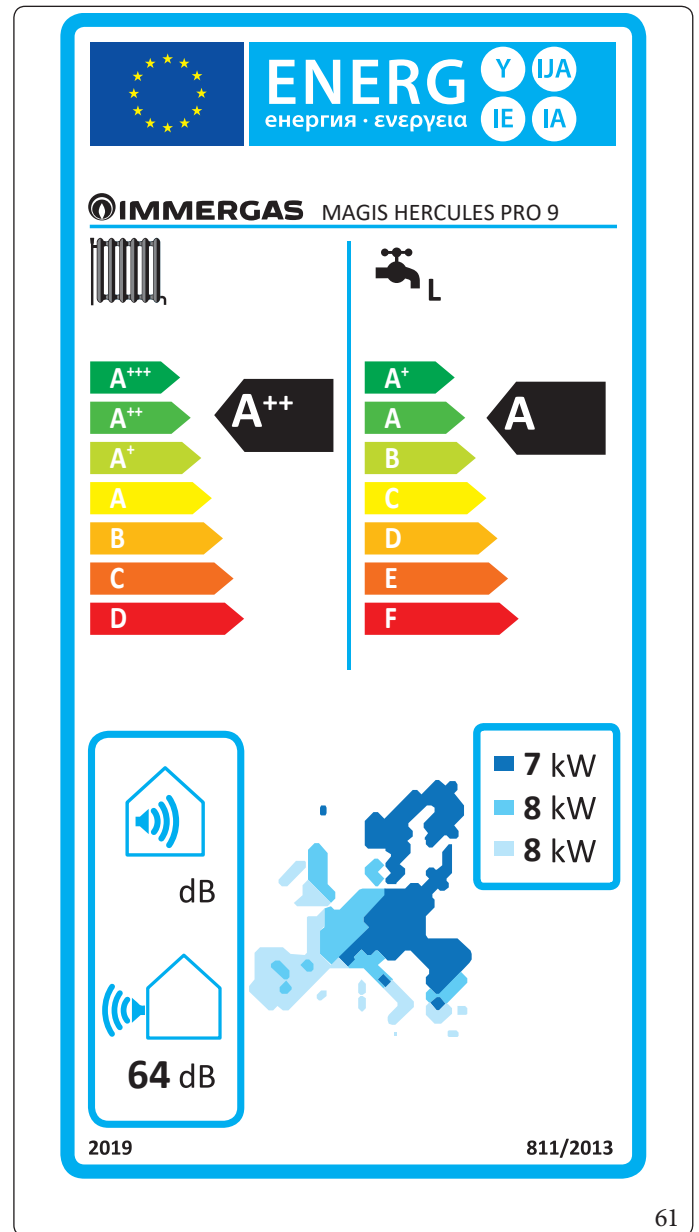 ENERG Y IJA
енергия · ενεργεια IE IA
IMMERGAS MAGIS HERCULES PRO 9
L
A+++
A++
A+
A
B
C
D
A++
A+
A
B
C
D
E
F
A
dB
64 dB
7 kW
8 kW
8 kW
2019
811/2013
61